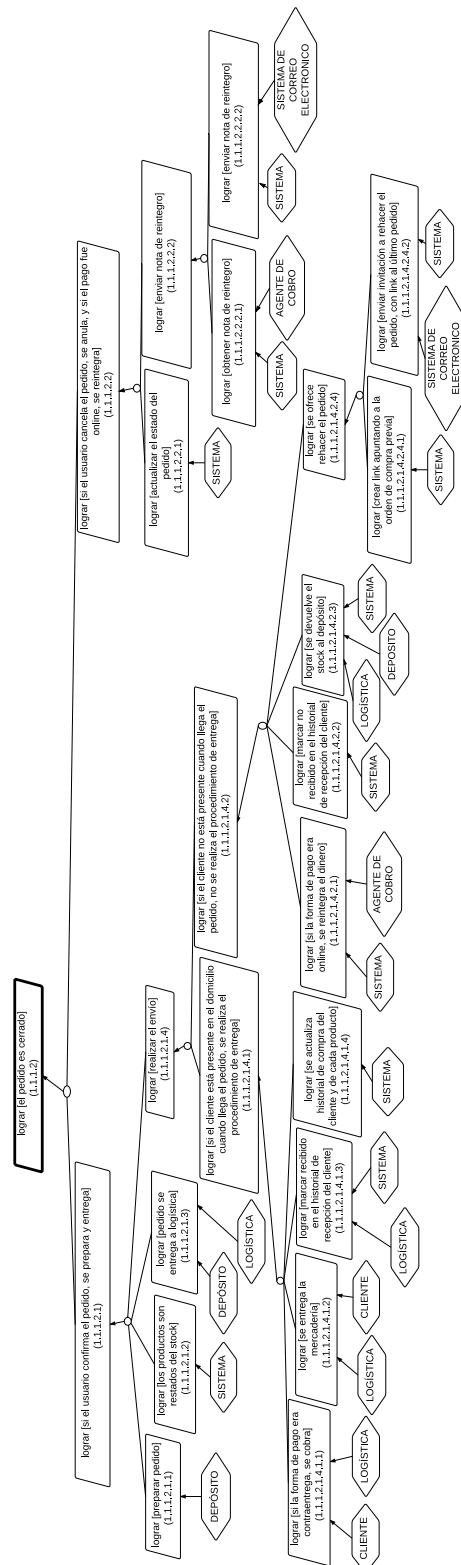 lograr [el pedido es cerrado]
(1.1.1.2)
lograr [si el usuario confirma el pedido, se prepara y entrega]
(1.1.1.2.1)
lograr [si el usuario cancela el pedido, se anula, y si el pago fue
online, se reintegra]
(1.1.1.2.2)
lograr [preparar pedido]
(1.1.1.2.1.1)
DEPÓSITO
lograr [los productos son
restados del stock]
(1.1.1.2.1.2)
SISTEMA
lograr [pedido se
entrega a logística]
(1.1.1.2.1.3)
DEPÓSITO
LOGÍSTICA
lograr [realizar el envío]
(1.1.1.2.1.4)
lograr [actualizar el estado del
pedido]
(1.1.1.2.2.1)
SISTEMA
lograr [enviar nota de reintegro]
(1.1.1.2.2.2)
lograr [si el cliente está presente en el domicilio
cuando llega el pedido, se realiza el
procedimiento de entrega]
(1.1.1.2.1.4.1)
lograr [si el cliente no está presente cuando llega el
pedido, no se realiza el procedimiento de entrega]
(1.1.1.2.1.4.2)
lograr [obtener nota de reintegro]
(1.1.1.2.2.2.1)
SISTEMA
AGENTE DE
COBRO
lograr [enviar nota de reintegro]
(1.1.1.2.2.2.2)
SISTEMA
SISTEMA DE
CORREO
ELECTRONICO
lograr [si la forma de pago era
contraentrega, se cobra]
(1.1.1.2.1.4.1.1)
CLIENTE
LOGÍSTICA
lograr [se entrega la
mercadería]
(1.1.1.2.1.4.1.2)
LOGÍSTICA
CLIENTE
lograr [marcar recibido
en el historial de
recepción del cliente]
(1.1.1.2.1.4.1.3)
LOGÍSTICA
SISTEMA
lograr [se actualiza
historial de compra del
cliente y de cada producto]
(1.1.1.2.1.4.1.4)
SISTEMA
lograr [si la forma de pago era
online, se reintegra el dinero]
(1.1.1.2.1.4.2.1)
SISTEMA
AGENTE DE
COBRO
lograr [marcar no
recibido en el historial
de recepción del cliente]
(1.1.1.2.1.4.2.2)
SISTEMA
lograr [se devuelve el
stock al depósito]
(1.1.1.2.1.4.2.3)
LOGÍSTICA
DEPOSITO
SISTEMA
lograr [se ofrece
rehacer el pedido]
(1.1.1.2.1.4.2.4)
lograr [crear link apuntando a la
orden de compra previa]
(1.1.1.2.1.4.2.4.1)
SISTEMA
lograr [enviar invitación a rehacer el
pedido, con link al último pedido]
(1.1.1.2.1.4.2.4.2)
SISTEMA DE
CORREO
ELECTRONICO
SISTEMA